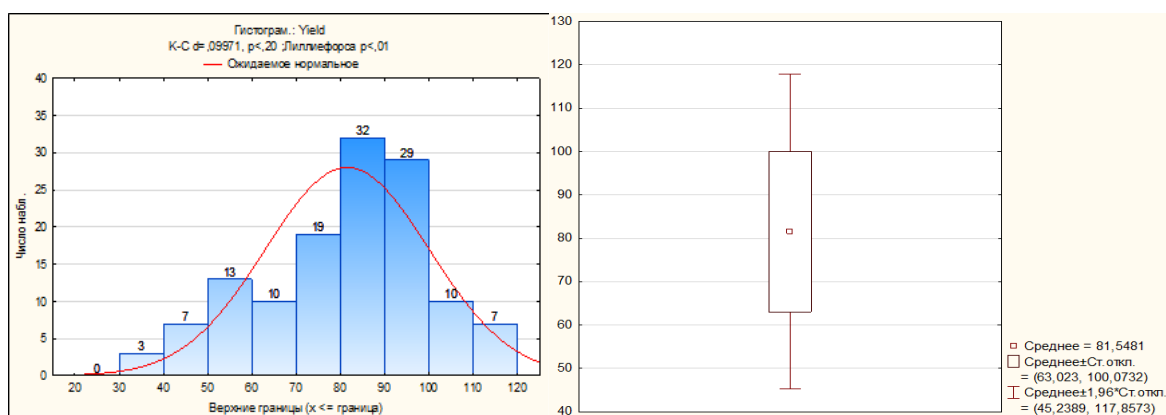 Гистограм.: Yield
К-С d=,09971, p<,20 ;Лиллиефорса p<,01
Ожидаемое нормальное
40
35
30
25
20
15
10
5
0
Число набл.
0
3
7
13
10
19
32
29
10
7
20 30 40 50 60 70 80 90 100 110 120
Верхние границы (x <= граница)
130
120
110
100
90
80
70
60
50
40
Среднее = 81,5481
Среднее±Ст.откл.
= (63,023, 100,0732)
Среднее±1,96*Ст.откл.
= (45,2389, 117,8573)